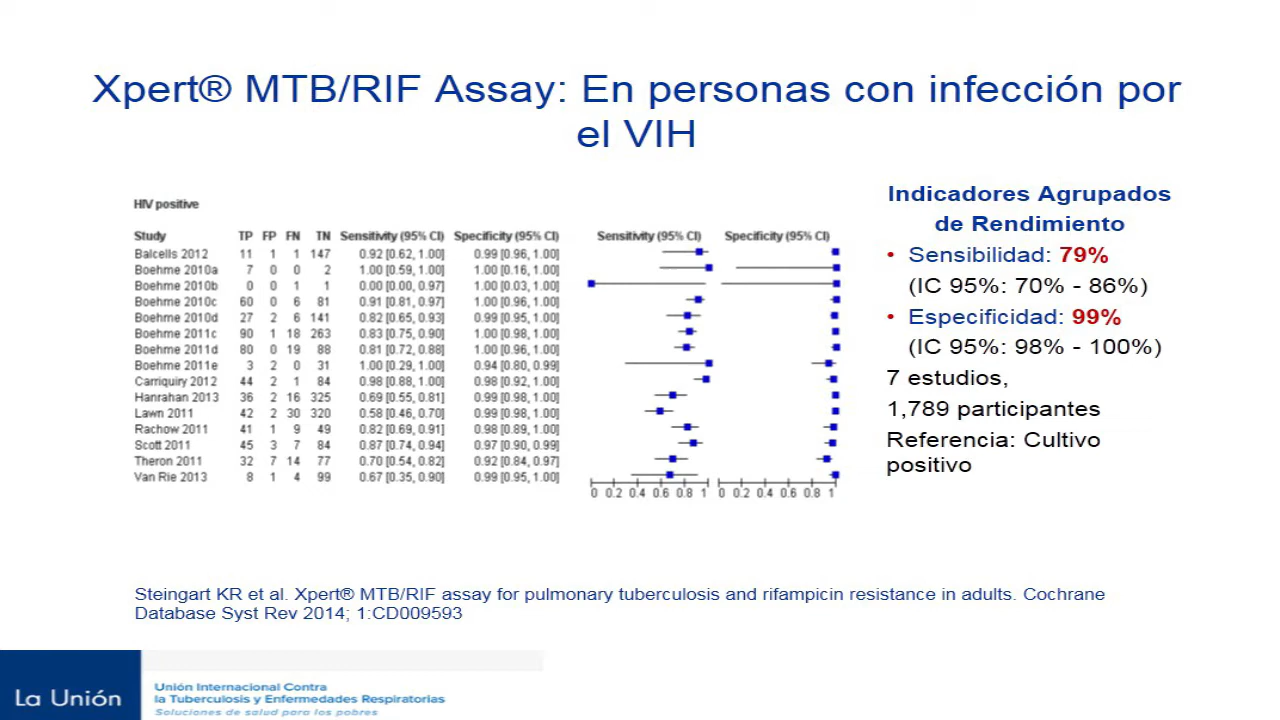 Xpert® MTB/RIF Assay: En personas con infección por
el VIH
HIV positive
Study TP FP FN TN Sensitivity (95% CI) Specificity (95% CI) Sensitivity (95% CI) Specificity (95% CI)
Balcells 2012 11 1 1 147 0.92 [0.62, 1.00] 0.99 [0.96, 1.00]
Boehme 2010a 7 0 0 2 1.00 [0.59, 1.00] 1.00 [0.16, 1.00]
Boehme 2010b 0 0 1 1 0.00 [0.00, 0.97] 1.00 [0.03, 1.00]
Boehme 2010c 60 0 6 81 0.91 [0.81, 0.97] 1.00 [0.96, 1.00]
Boehme 2010d 27 2 6 141 0.82 [0.65, 0.93] 0.99 [0.95, 1.00]
Boehme 2011c 90 1 18 263 0.83 [0.75, 0.90] 1.00 [0.98, 1.00]
Boehme 2011d 80 0 19 88 0.81 [0.72, 0.88] 1.00 [0.96, 1.00]
Boehme 2011e 3 2 0 31 1.00 [0.29, 1.00] 0.94 [0.80, 0.99]
Carriquiry 2012 44 2 1 84 0.98 [0.88, 1.00] 0.98 [0.92, 1.00]
Hanrahan 2013 36 2 16 325 0.69 [0.55, 0.81] 0.99 [0.98, 1.00]
Lawn 2011 42 2 30 320 0.58 [0.46, 0.70] 0.99 [0.98, 1.00]
Rachow 2011 41 1 9 49 0.82 [0.69, 0.91] 0.98 [0.89, 1.00]
Scott 2011 45 3 7 84 0.87 [0.74, 0.94] 0.97 [0.90, 0.99]
Theron 2011 32 7 14 77 0.70 [0.54, 0.82] 0.92 [0.84, 0.97]
Van Rie 2013 8 1 4 99 0.67 [0.35, 0.90] 0.99 [0.95, 1.00]
0 0.2 0.4 0.6 0.8 1 0 0.2 0.4 0.6 0.8 1
Indicadores Agrupados
de Rendimiento
• Sensibilidad: 79%
(IC 95%: 70% - 86%)
• Especificidad: 99%
(IC 95%: 98% - 100%)
7 estudios,
1,789 participantes
Referencia: Cultivo
positivo
Steingart KR et al. Xpert® MTB/RIF assay for pulmonary tuberculosis and rifampicin resistance in adults. Cochrane
Database Syst Rev 2014; 1:CD009593
La Unión
Unión Internacional Contra
la Tuberculosis y Enfermedades Respiratorias
Soluciones de salud para los pobres